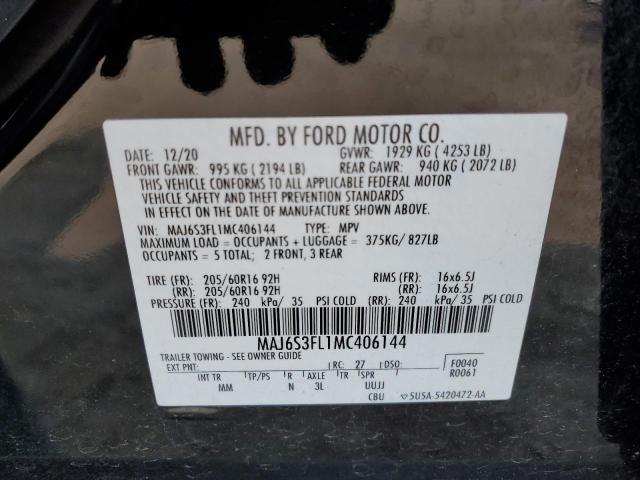 MFD. BY FORD MOTOR CO.
DATE: 12/20 GVWR: 1929 KG ( 4253 LB)
FRONT GAWR: 995 KG ( 2194 LB) REAR GAWR: 940 KG ( 2072 LB)
THIS VEHICLE CONFORMS TO ALL APPLICABLE FEDERAL MOTOR
VEHICLE SAFETY AND THEFT PREVENTION STANDARDS
IN EFFECT ON THE DATE OF MANUFACTURE SHOWN ABOVE.
VIN: MAJ6S3FL1MC406144 TYPE: MPV
MAXIMUM LOAD = OCCUPANTS + LUGGAGE = 375KG/ 827LB
OCCUPANTS = 5 TOTAL; 2 FRONT, 3 REAR
TIRE (FR): 205/60R16 92H RIMS (FR): 16x6.5J
(RR): 205/60R16 92H (RR): 16x6.5J
PRESSURE (FR): 240 kPa/ 35 PSI COLD (RR): 240 kPa/ 35 PSI COLD
MAJ6S3FL1MC406144
TRAILER TOWING - SEE OWNER GUIDE
EXT PNT: RC: 27 DSO: F0040
R0061
INT TR TP/PS R AXLE TR SPR
MM N 3L UUJJ
CBU 5U5A-5420472-AA